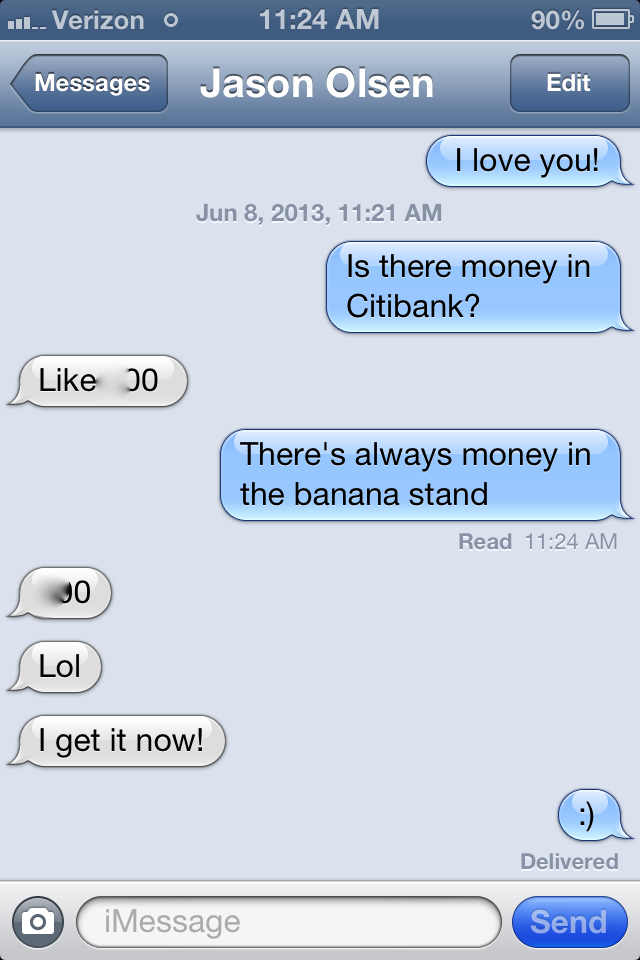 Verizon 11:24 AM 90%
Messages Jason Olsen Edit
I love you!
Jun 8, 2013, 11:21 AM
Is there money in
Citibank?
Like 00
There's always money in
the banana stand
Read 11:24 AM
00
Lol
I get it now!
:)
Delivered
iMessage Send